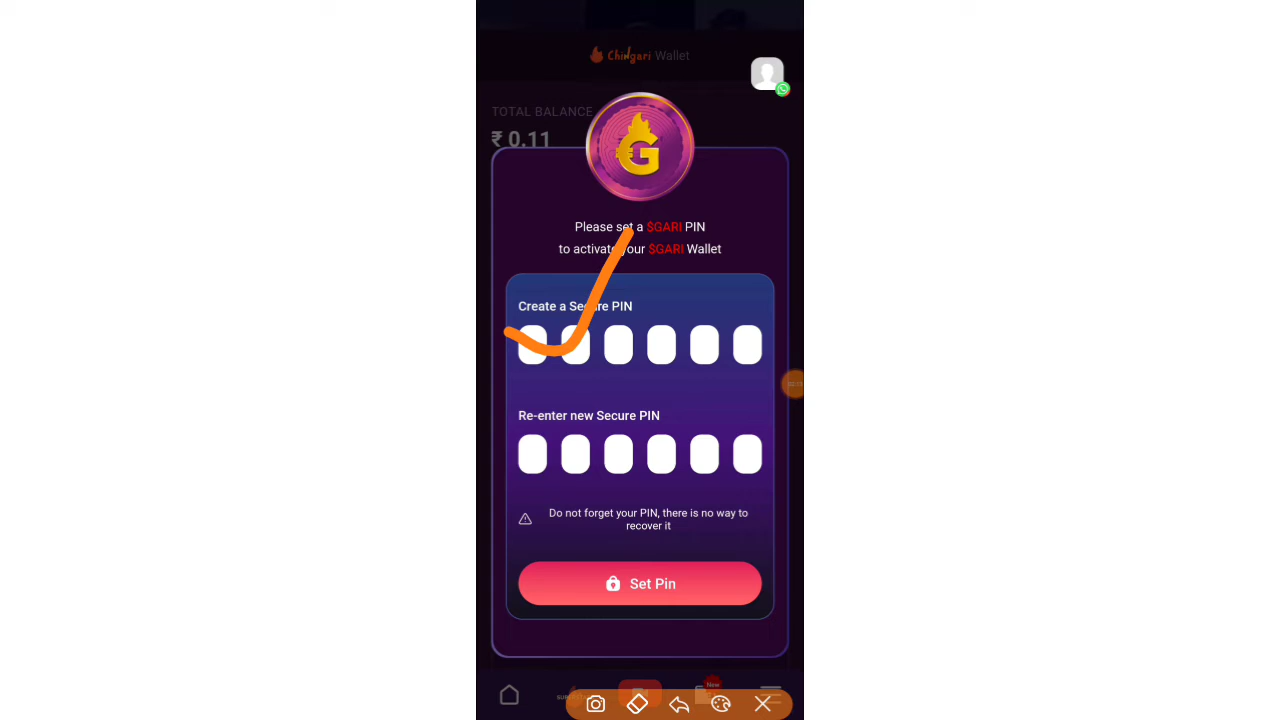 Chingari Wallet
TOTAL BALANCE
₹ 0.11
G
Please set a $GARI PIN
to activate your $GARI Wallet
Create a Secure PIN
Re-enter new Secure PIN
Do not forget your PIN, there is no way to
recover it
Set Pin
New